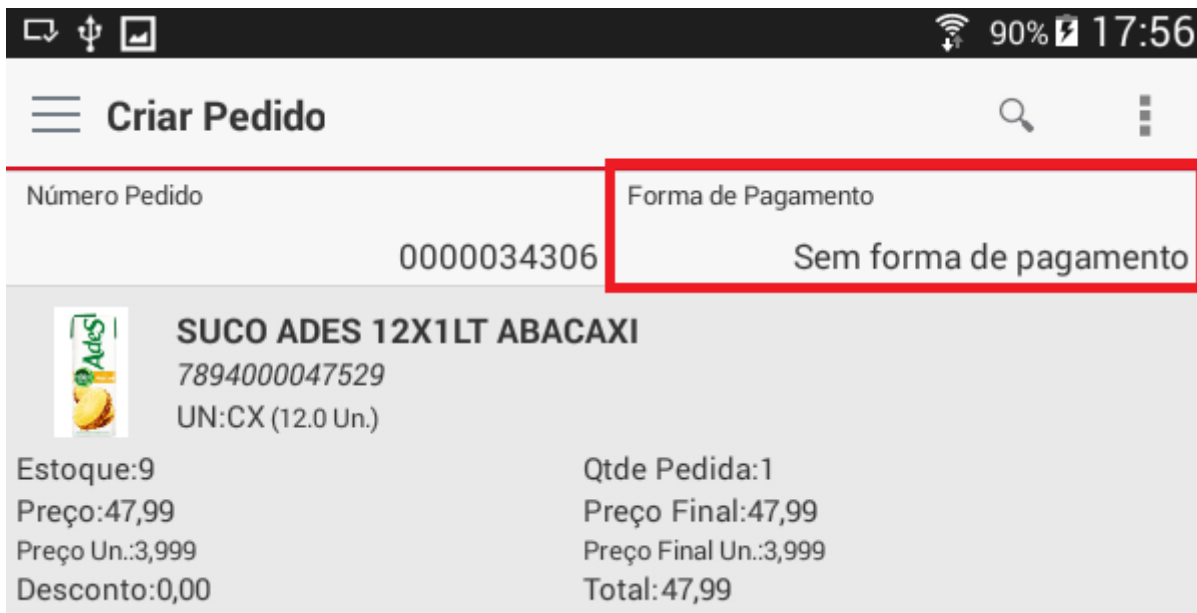 90% 17:56
Criar Pedido
Número Pedido
0000034306
Forma de Pagamento
Sem forma de pagamento
AdeS
SUCO ADES 12X1LT ABACAXI
7894000047529
UN:CX (12.0 Un.)
Estoque:9
Qtde Pedida:1
Preço:47,99
Preço Final:47,99
Preço Un.:3,999
Preço Final Un.:3,999
Desconto:0,00
Total:47,99